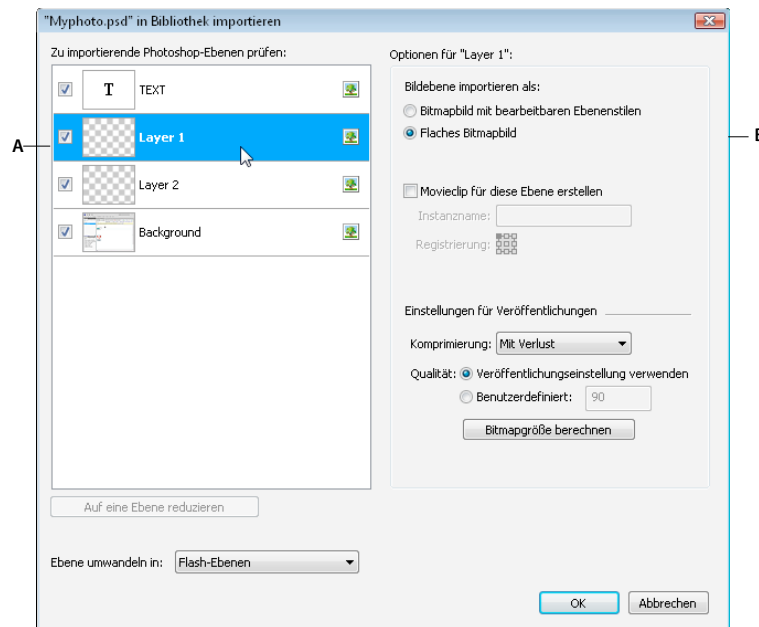 "Myphoto.psd" in Bibliothek importieren
Zu importierende Photoshop-Ebenen prüfen:
T TEXT
Layer 1
Layer 2
Background
A
Auf eine Ebene reduzieren
Ebene umwandeln in: Flash-Ebenen
Optionen für "Layer 1":
Bildebene importieren als:
Bitmapbild mit bearbeitbaren Ebenenstilen
Flaches Bitmapbild
Movieclip für diese Ebene erstellen
Instanzname:
Registrierung:
Einstellungen für Veröffentlichungen
Komprimierung: Mit Verlust
Qualität: Veröffentlichungseinstellung verwenden
Benutzerdefiniert: 90
Bitmapgröße berechnen
OK Abbrechen